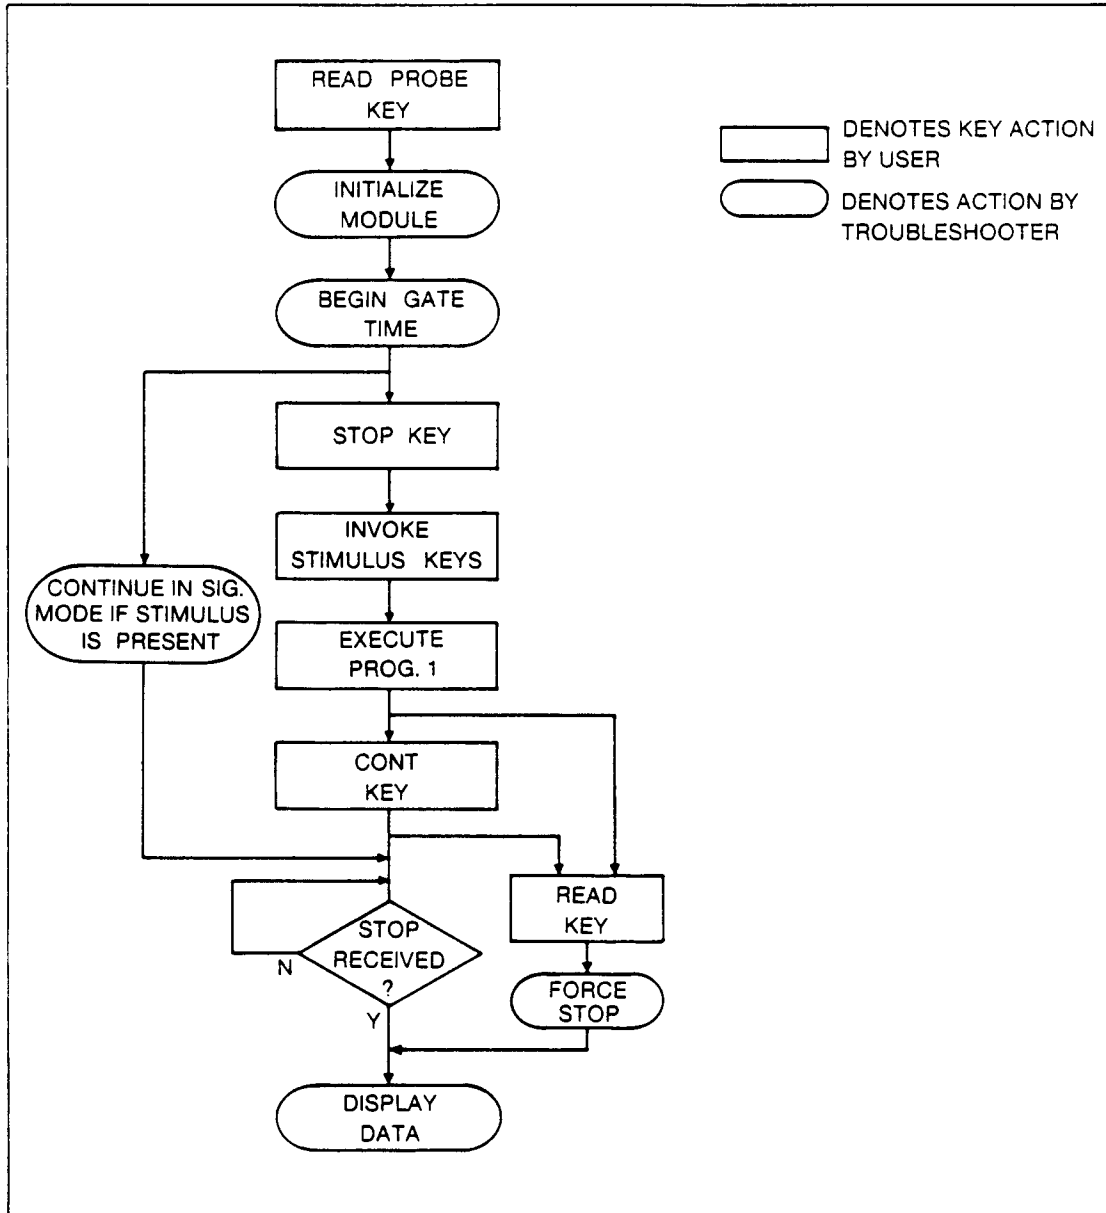 READ PROBE
KEY
DENOTES KEY ACTION
BY USER
INITIALIZE
MODULE
DENOTES ACTION BY
TROUBLESHOOTER
BEGIN GATE
TIME
STOP KEY
INVOKE
STIMULUS KEYS
CONTINUE IN SIG.
MODE IF STIMULUS
IS PRESENT
EXECUTE
PROG. 1
CONT
KEY
READ
KEY
STOP
RECEIVED
?
N
Y
FORCE
STOP
DISPLAY
DATA